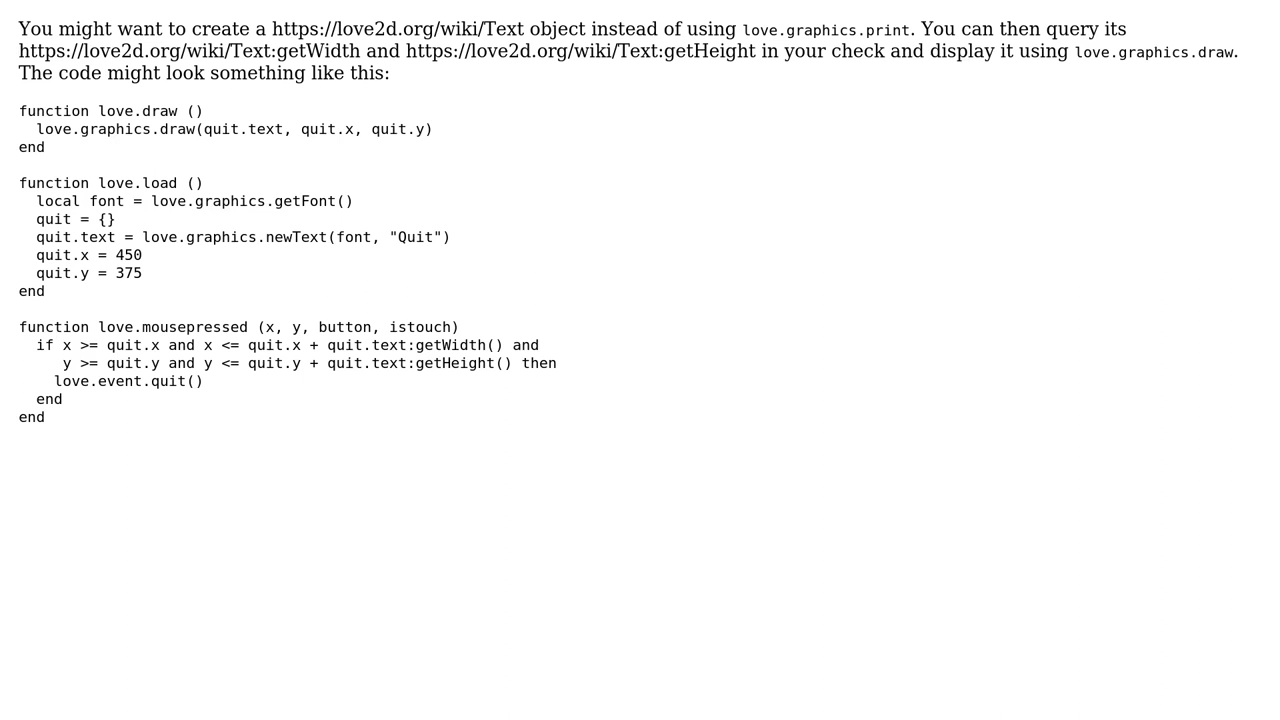 You might want to create a https://love2d.org/wiki/Text object instead of using love.graphics.print. You can then query its
https://love2d.org/wiki/Text:getWidth and https://love2d.org/wiki/Text:getHeight in your check and display it using love.graphics.draw.
The code might look something like this:

function love.draw ()
  love.graphics.draw(quit.text, quit.x, quit.y)
end

function love.load ()
  local font = love.graphics.getFont()
  quit = {}
  quit.text = love.graphics.newText(font, "Quit")
  quit.x = 450
  quit.y = 375
end

function love.mousepressed (x, y, button, istouch)
  if x >= quit.x and x <= quit.x + quit.text:getWidth() and
     y >= quit.y and y <= quit.y + quit.text:getHeight() then
    love.event.quit()
  end
end